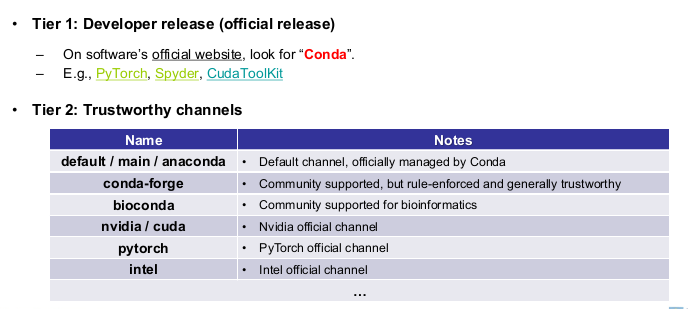 • Tier 1: Developer release (official release)
– On software's official website, look for “Conda”.
– E.g., PyTorch, Spyder, CudaToolKit
• Tier 2: Trustworthy channels
Name Notes
default / main / anaconda • Default channel, officially managed by Conda
conda-forge • Community supported, but rule-enforced and generally trustworthy
bioconda • Community supported for bioinformatics
nvidia / cuda • Nvidia official channel
pytorch • PyTorch official channel
intel • Intel official channel
…